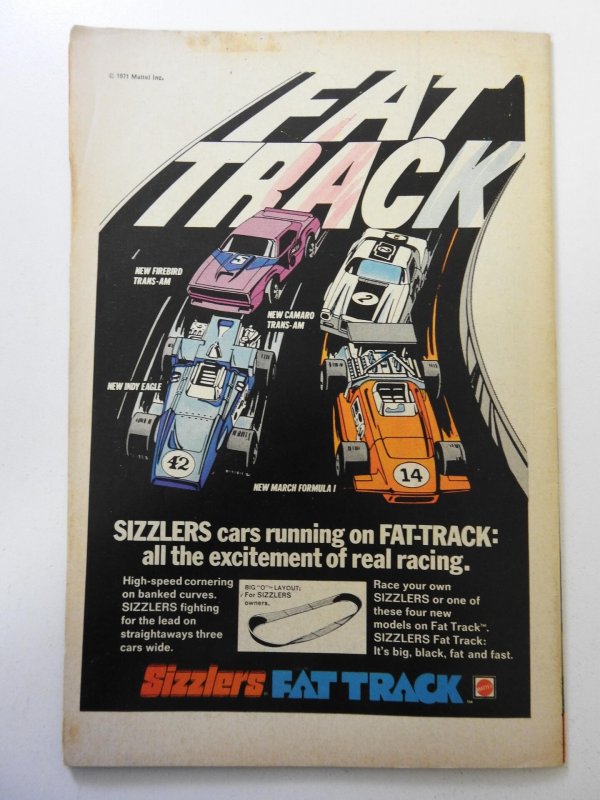 © 1971 Mattel Inc.
FAT
TRACK
5
2
NEW FIREBIRD
TRANS-AM
NEW CAMARO
TRANS-AM
NEW INDY EAGLE
42
14
NEW MARCH FORMULA I
SIZZLERS cars running on FAT-TRACK:
all the excitement of real racing.
High-speed cornering
on banked curves.
SIZZLERS fighting
for the lead on
straightaways three
cars wide.
BIG "O"™ LAYOUT:
For SIZZLERS
owners.
Race your own
SIZZLERS or one of
these four new
models on Fat Track™.
SIZZLERS Fat Track:
It's big, black, fat and fast.
Sizzlers FAT TRACK™ MATTEL